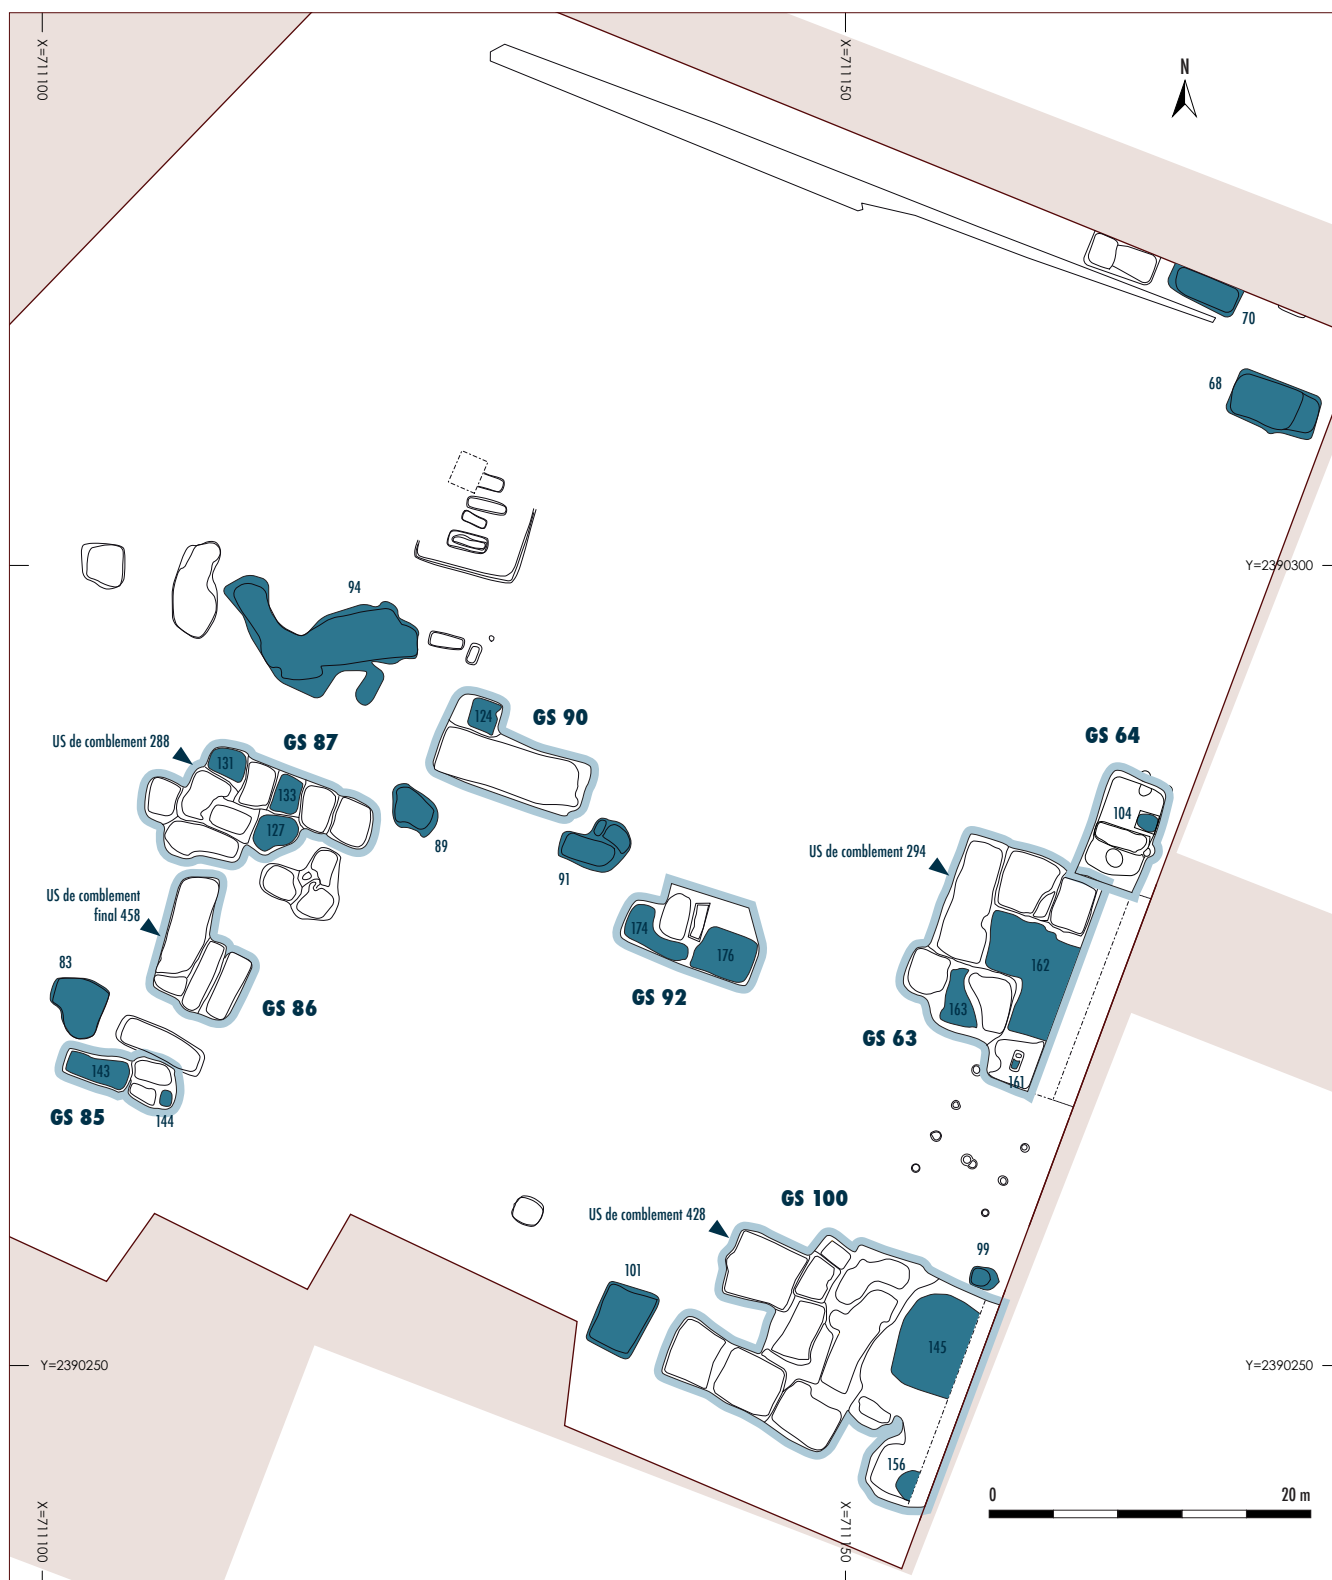 X=711100
X=711150
N
70
68
Y=2390300
94
124
GS 90
GS 64
US de comblement 288
GS 87
131
133
127
104
89
US de comblement 294
91
US de comblement
final 458
174
176
162
83
GS 86
GS 92
163
GS 63
143
161
GS 85
144
GS 100
US de comblement 428
99
101
145
Y=2390250
Y=2390250
156
0
20 m
X=711100
X=711150